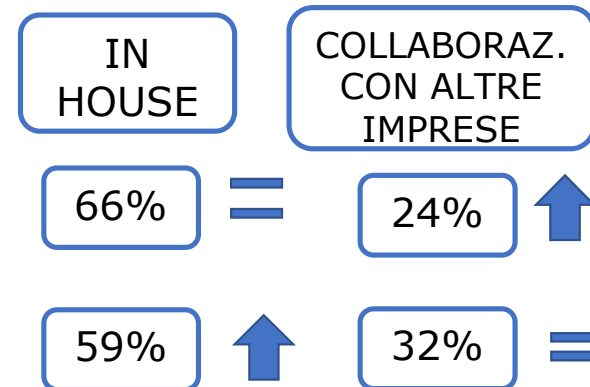 IN
HOUSE
COLLABORAZ.
CON ALTRE
IMPRESE
66%
24%
59%
32%